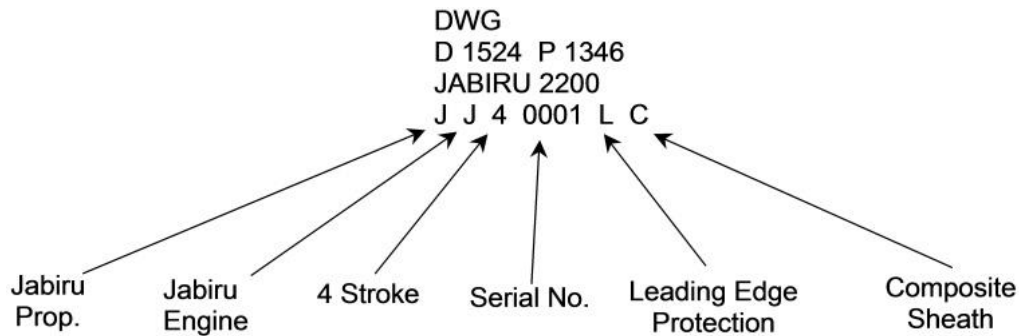 DWG
D 1524 P 1346
JABIRU 2200
J J 4 0001 L C
Jabiru Prop.
Jabiru Engine
4 Stroke
Serial No.
Leading Edge Protection
Composite Sheath